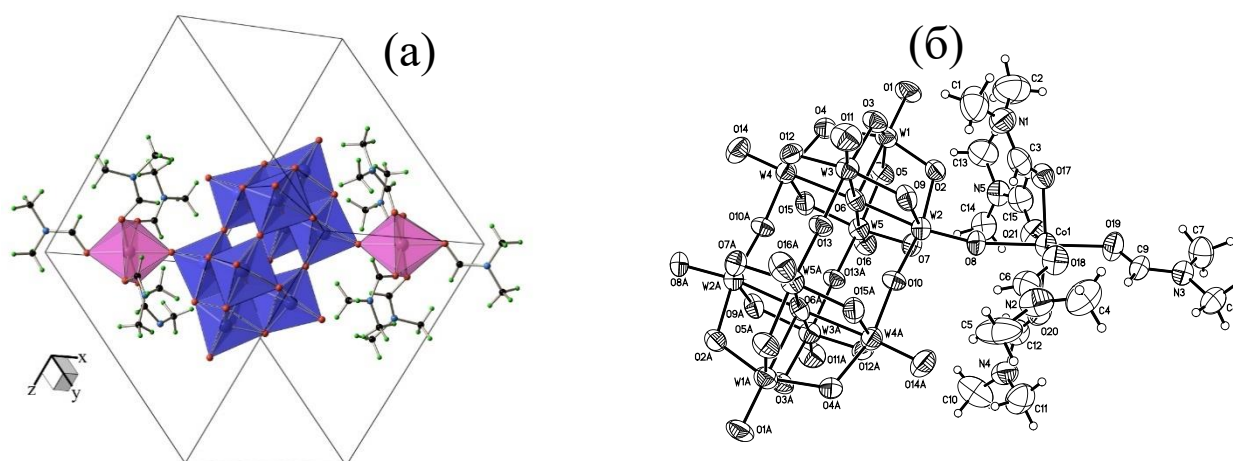 (а)
(б)
x
z
y
C1
C2
O1
O3
O11
O4
W1
N1
O14
O12
C3
C13
O17
W3
O5
O9
O2
W4
N5
O6
W2
C14
C15
O15
W5
O21
Co1
O19
C7
O10A
O13
O16
O7
O8
O18
C9
O7A
O16A
O13A
C6
N3
O8A
W2A
W5A
O15A
O10
N2
C4
O9A
O6A
W3A
W4A
C5
O20
O5A
C12
O2A
O11A
O12A
O14A
N4
W1A
O3A
O4A
C10
C11
O1A